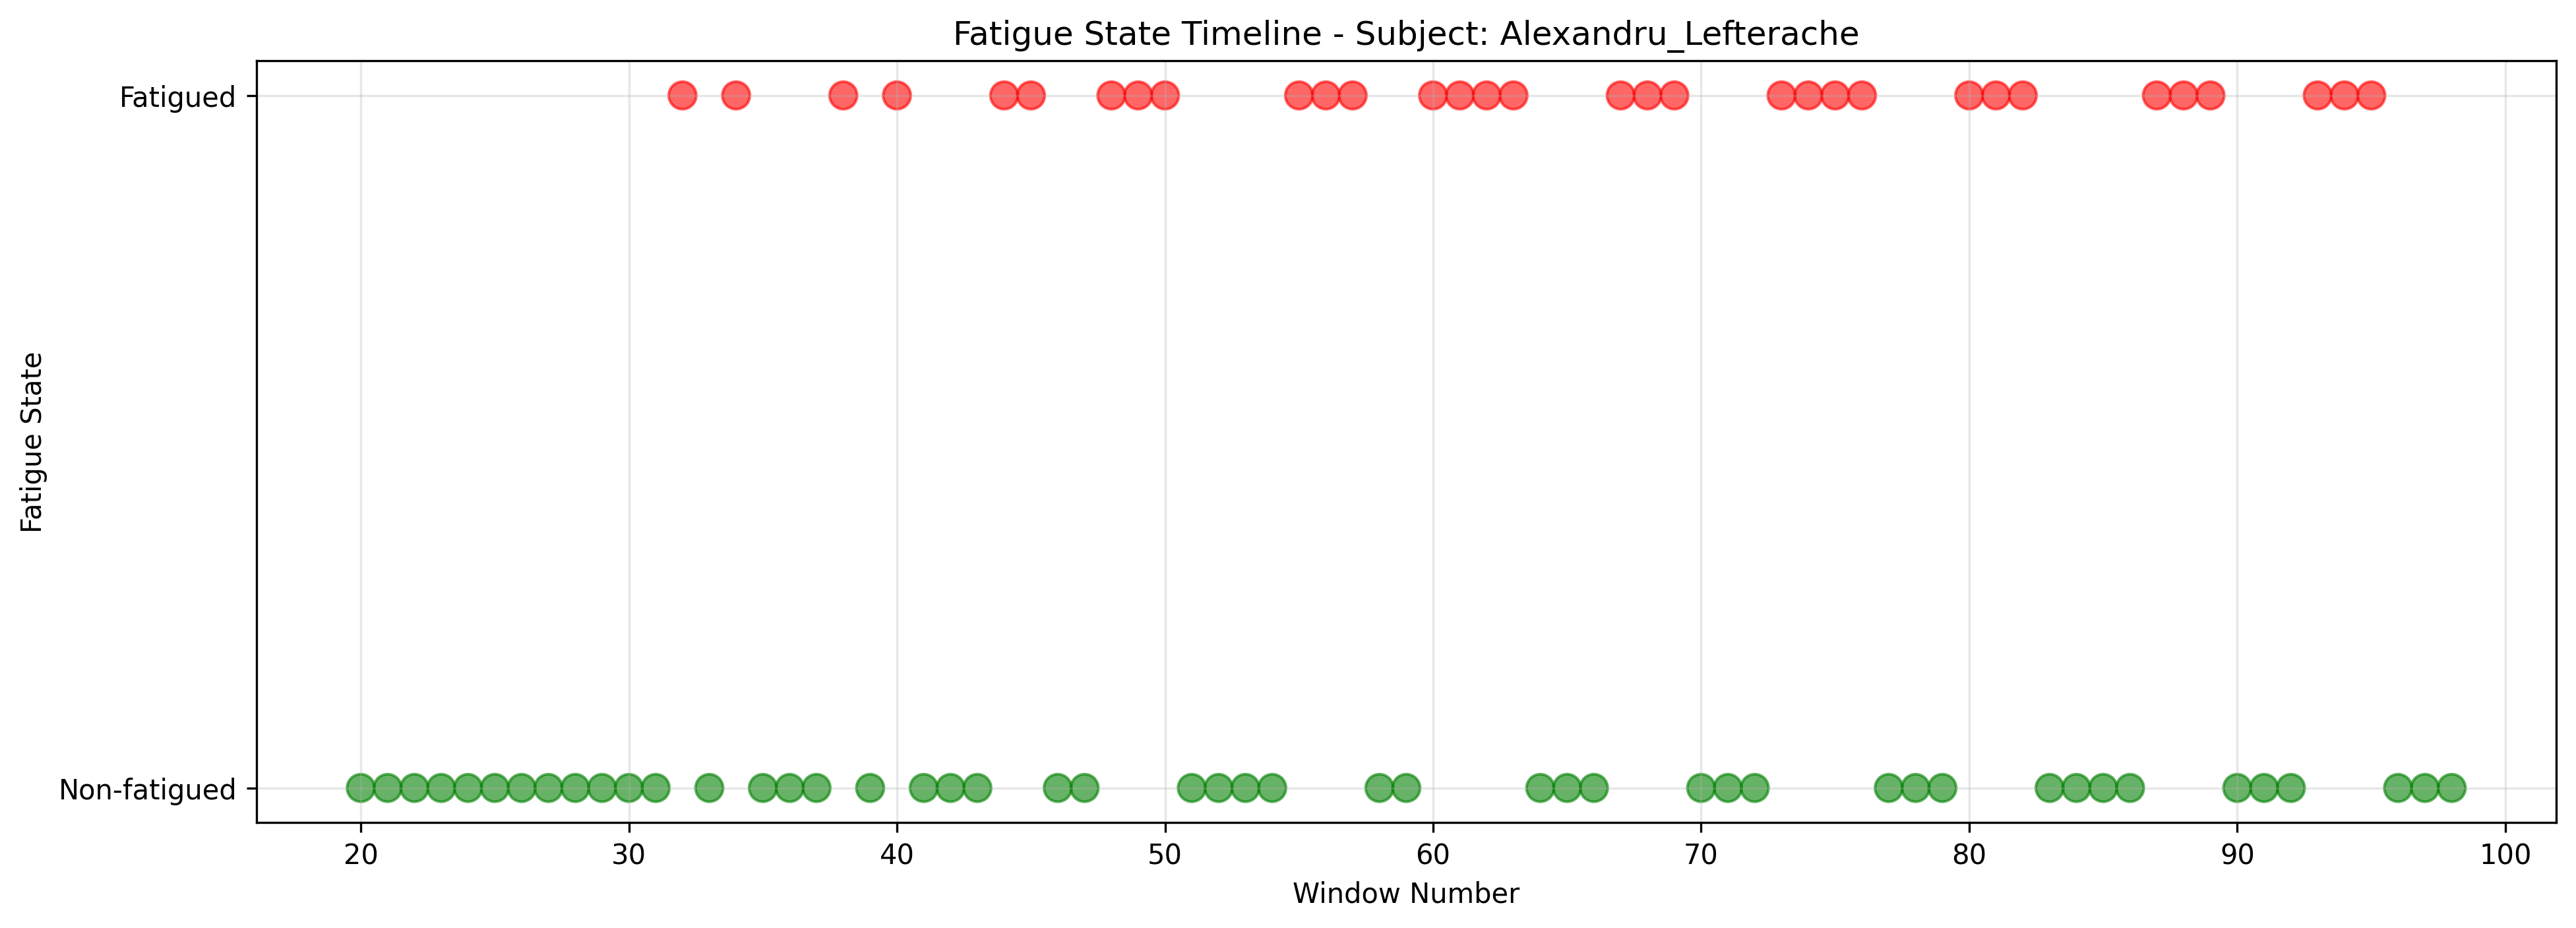 Fatigue State Timeline - Subject: Alexandru_Lefterache
Fatigued
Fatigue State
Non-fatigued
20 30 40 50 60 70 80 90 100
Window Number